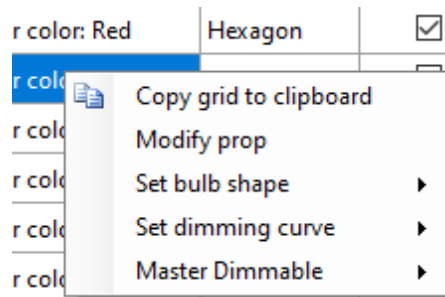 r color: Red Hexagon
r colo
Copy grid to clipboard
r colo
Modify prop
r colo
Set bulb shape
r colo
Set dimming curve
r colo
Master Dimmable